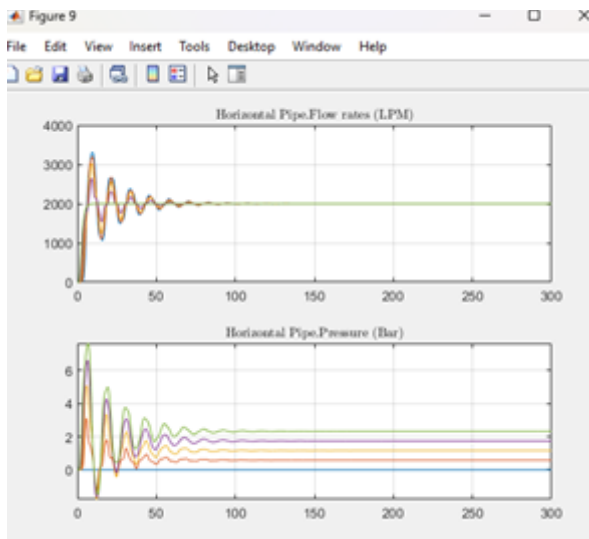 Figure 9
File Edit View Insert Tools Desktop Window Help
Horizontal Pipe.Flow rates (LPM)
4000
3000
2000
1000
0
0 50 100 150 200 250 300
Horizontal Pipe.Pressure (Bar)
6
4
2
0
0 50 100 150 200 250 300